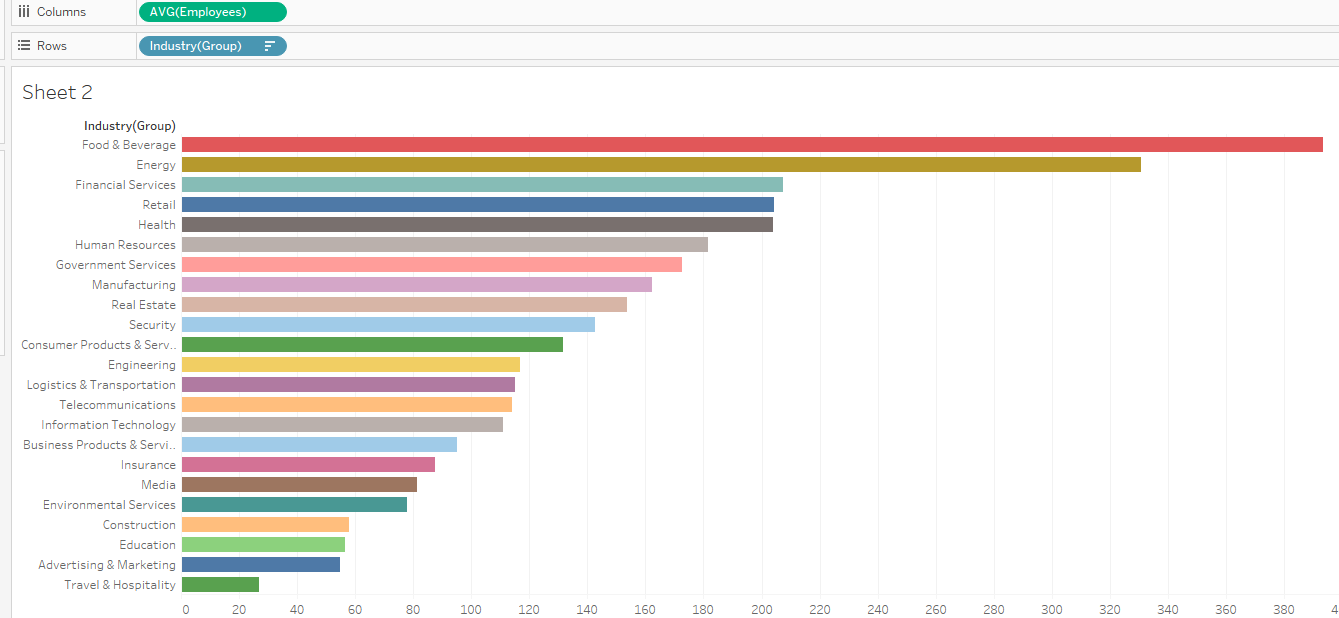 Columns AVG(Employees)
Rows Industry(Group)
Sheet 2
Industry(Group)
Food & Beverage
Energy
Financial Services
Retail
Health
Human Resources
Government Services
Manufacturing
Real Estate
Security
Consumer Products & Serv..
Engineering
Logistics & Transportation
Telecommunications
Information Technology
Business Products & Servi..
Insurance
Media
Environmental Services
Construction
Education
Advertising & Marketing
Travel & Hospitality
0 20 40 60 80 100 120 140 160 180 200 220 240 260 280 300 320 340 360 380